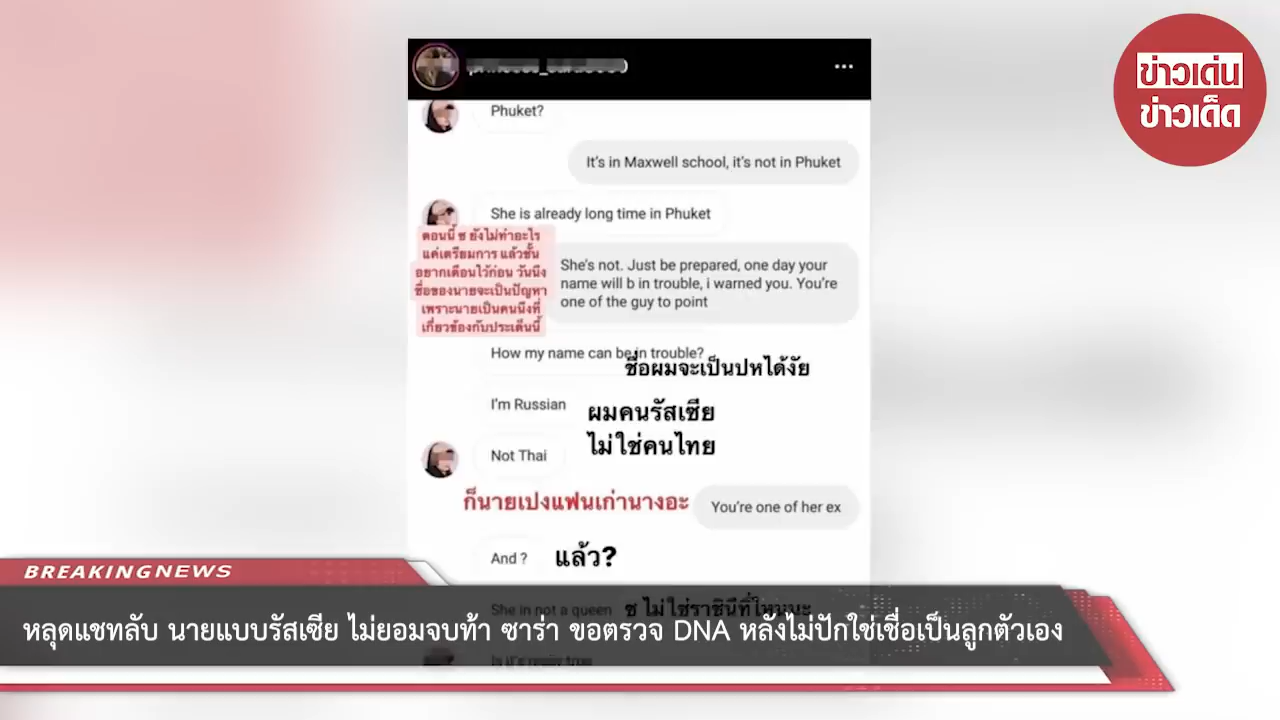 ข่าวเด่น
ข่าวเด็ด
Phuket?
It's in Maxwell school, it's not in Phuket
She is already long time in Phuket
ตอนนี้ ช ยังไม่ทำอะไร
แค่เตรียมการ แล้วชั้น
อยากเตือนไว้ก่อน วันนึง
ชื่อของนายจะเป็นปัญหา
เพราะนายเป็นคนนึงที่
เกี่ยวข้องกับประเด็นนี้
She's not. Just be prepared, one day your
name will b in trouble, i warned you. You're
one of the guy to point
How my name can be in trouble?
ชื่อผมจะเป็นปหได้งัย
I'm Russian
ผมคนรัสเซีย
ไม่ใช่คนไทย
Not Thai
ก็นายเปงแฟนเก่านางอะ
You're one of her ex
And ?
แล้ว?
BREAKINGNEWS
She in not a queen
ช ไม่ใช่ราชินีที่ไหนนะ
หลุดแชทลับ นายแบบรัสเซีย ไม่ยอมจบท้า ซาร่า ขอตรวจ DNA หลังไม่ปักใช่เชื่อเป็นลูกตัวเอง